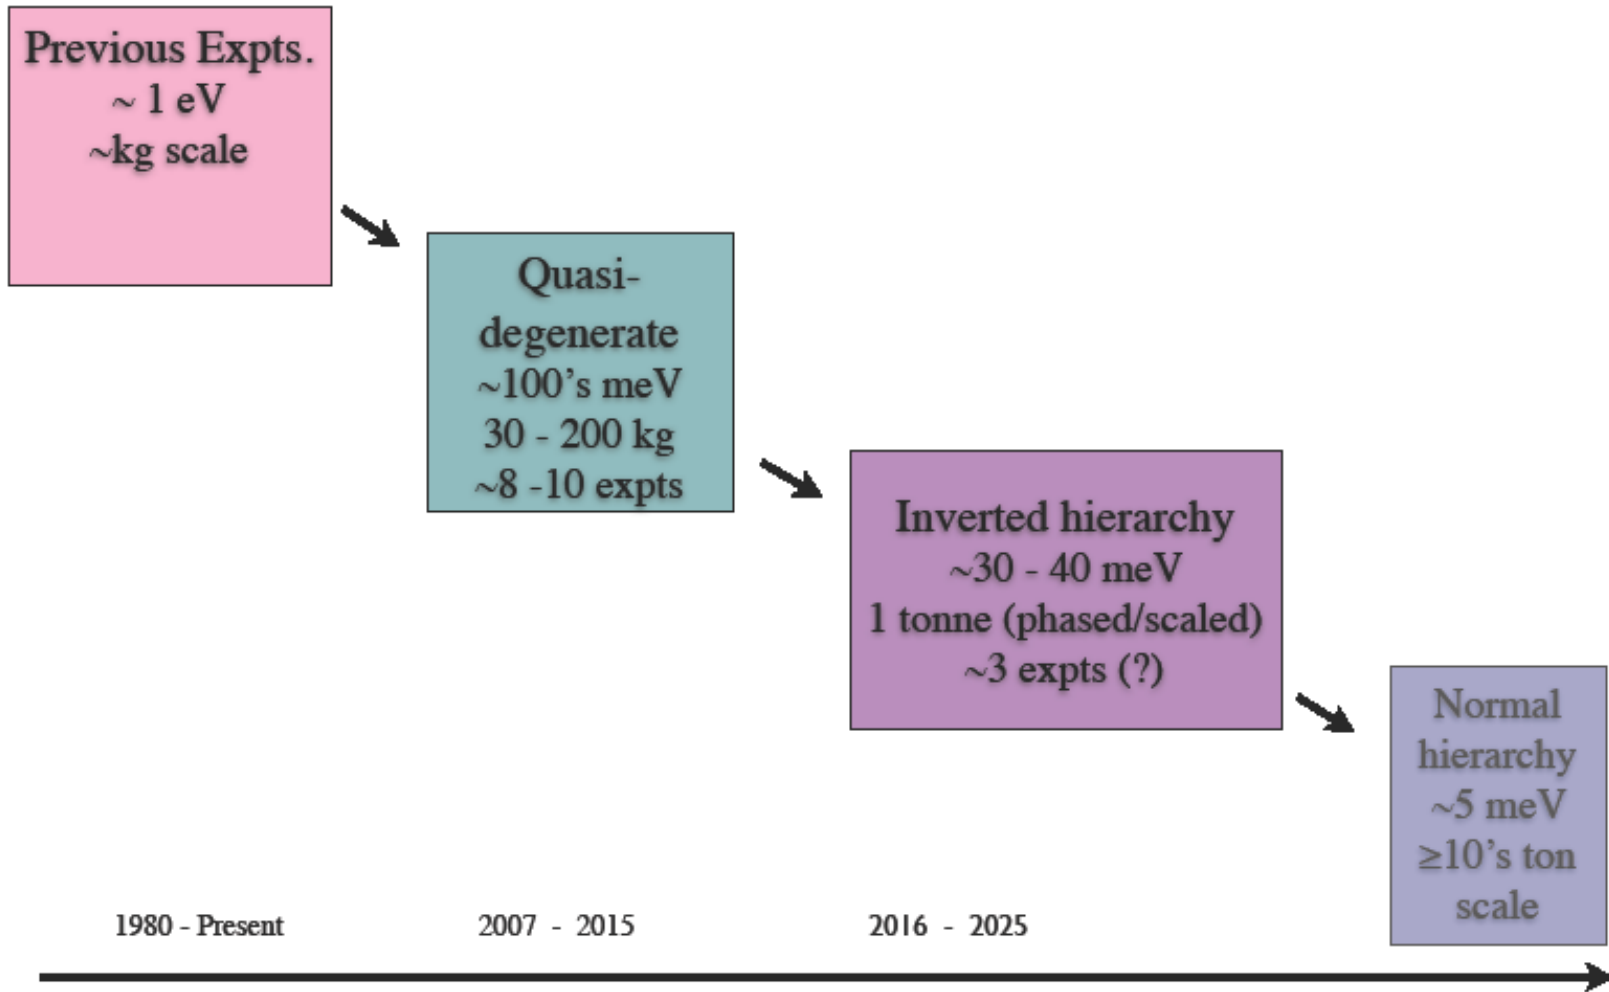 Previous Expts.
~ 1 eV
~kg scale
Quasi-
degenerate
~100’s meV
30 - 200 kg
~8 -10 expts
Inverted hierarchy
~30 - 40 meV
1 tonne (phased/scaled)
~3 expts (?)
Normal
hierarchy
~5 meV
≥10’s ton
scale
1980 - Present
2007 - 2015
2016 - 2025